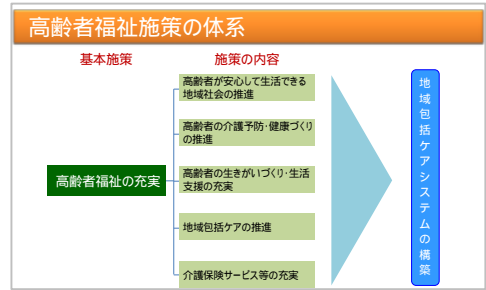 高齢者福祉施策の体系
基本施策
施策の内容
高齢者福祉の充実
高齢者が安心して生活できる
地域社会の推進
高齢者の介護予防･健康づくり
の推進
高齢者の生きがいづくり･生活
支援の充実
地域包括ケアの推進
介護保険サービス等の充実
地域包括ケアシステムの構築